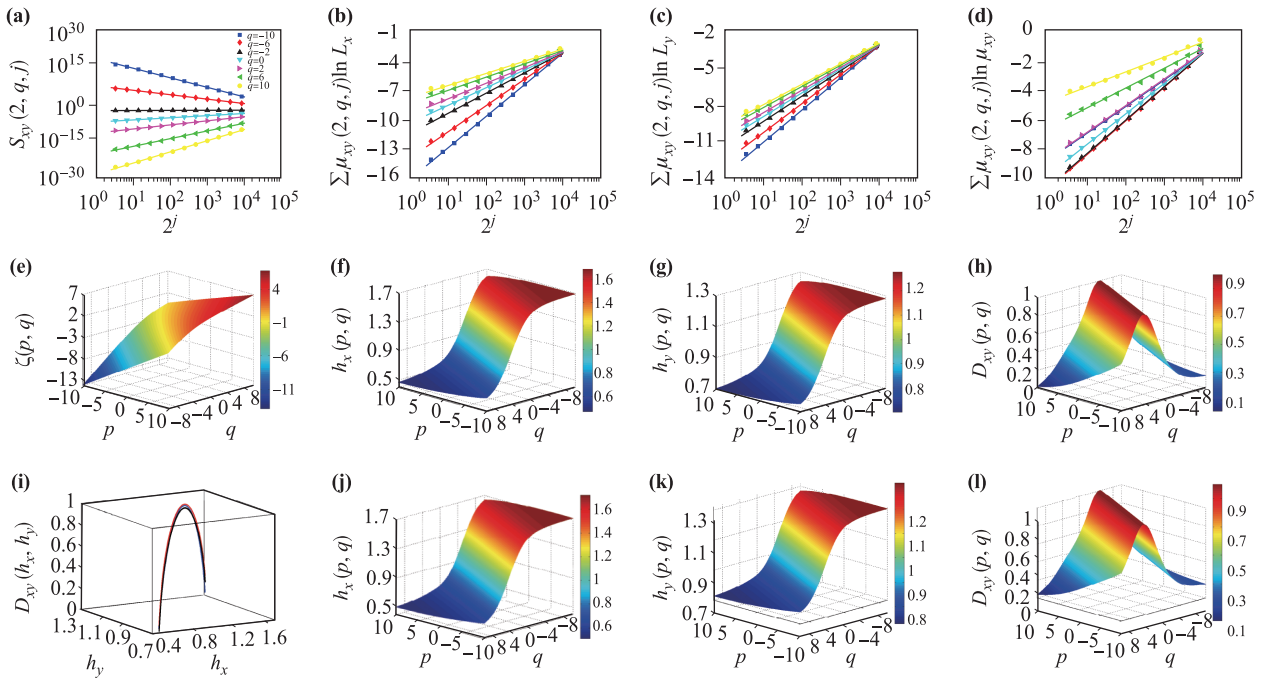 (a)
10^30
10^15
10^0
10^−15
10^−30
S_xy (2, q, j)
q=−10
q=−6
q=−2
q=0
q=2
q=6
q=10
10^0 10^1 10^2 10^3 10^4 10^5
2^j
(b)
−1
−4
−7
−10
−13
−16
∑μ_xy (2, q, j)ln L_x
10^0 10^1 10^2 10^3 10^4 10^5
2^j
(c)
−2
−5
−8
−11
−14
∑μ_xy (2, q, j)ln L_y
10^0 10^1 10^2 10^3 10^4 10^5
2^j
(d)
0
−2
−4
−6
−8
−10
∑μ_xy (2, q, j)ln μ_xy
10^0 10^1 10^2 10^3 10^4 10^5
2^j
(e)
7
2
−3
−8
−13
ζ(p, q)
−10 −5 0 5 10
p
−8 −4 0 4 8
q
4
−1
−6
−11
(f)
1.7
1.3
0.9
0.5
h_x (p, q)
10 5 0 −5 −10
p
8 4 0 −4 −8
q
1.6
1.4
1.2
1
0.8
0.6
(g)
1.3
1.1
0.9
0.7
h_y (p, q)
10 5 0 −5 −10
p
8 4 0 −4 −8
q
1.2
1.1
1
0.9
0.8
(h)
1
0.8
0.6
0.4
0.2
0
D_xy (p, q)
10 5 0 −5 −10
p
8 4 0 −4 −8
q
0.9
0.7
0.5
0.3
0.1
(i)
1
0.8
0.6
0.4
0.2
0
D_xy (h_x, h_y)
1.3 1.1 0.9 0.7
h_y
0.4 0.8 1.2 1.6
h_x
(j)
1.7
1.3
0.9
0.5
h_x (p, q)
10 5 0 −5 −10
p
8 4 0 −4 −8
q
1.6
1.4
1.2
1
0.8
0.6
(k)
1.3
1.1
0.9
0.7
h_y (p, q)
10 5 0 −5 −10
p
8 4 0 −4 −8
q
1.2
1.1
1
0.9
0.8
(l)
1
0.8
0.6
0.4
0.2
0
D_xy (p, q)
10 5 0 −5 −10
p
8 4 0 −4 −8
q
0.9
0.7
0.5
0.3
0.1